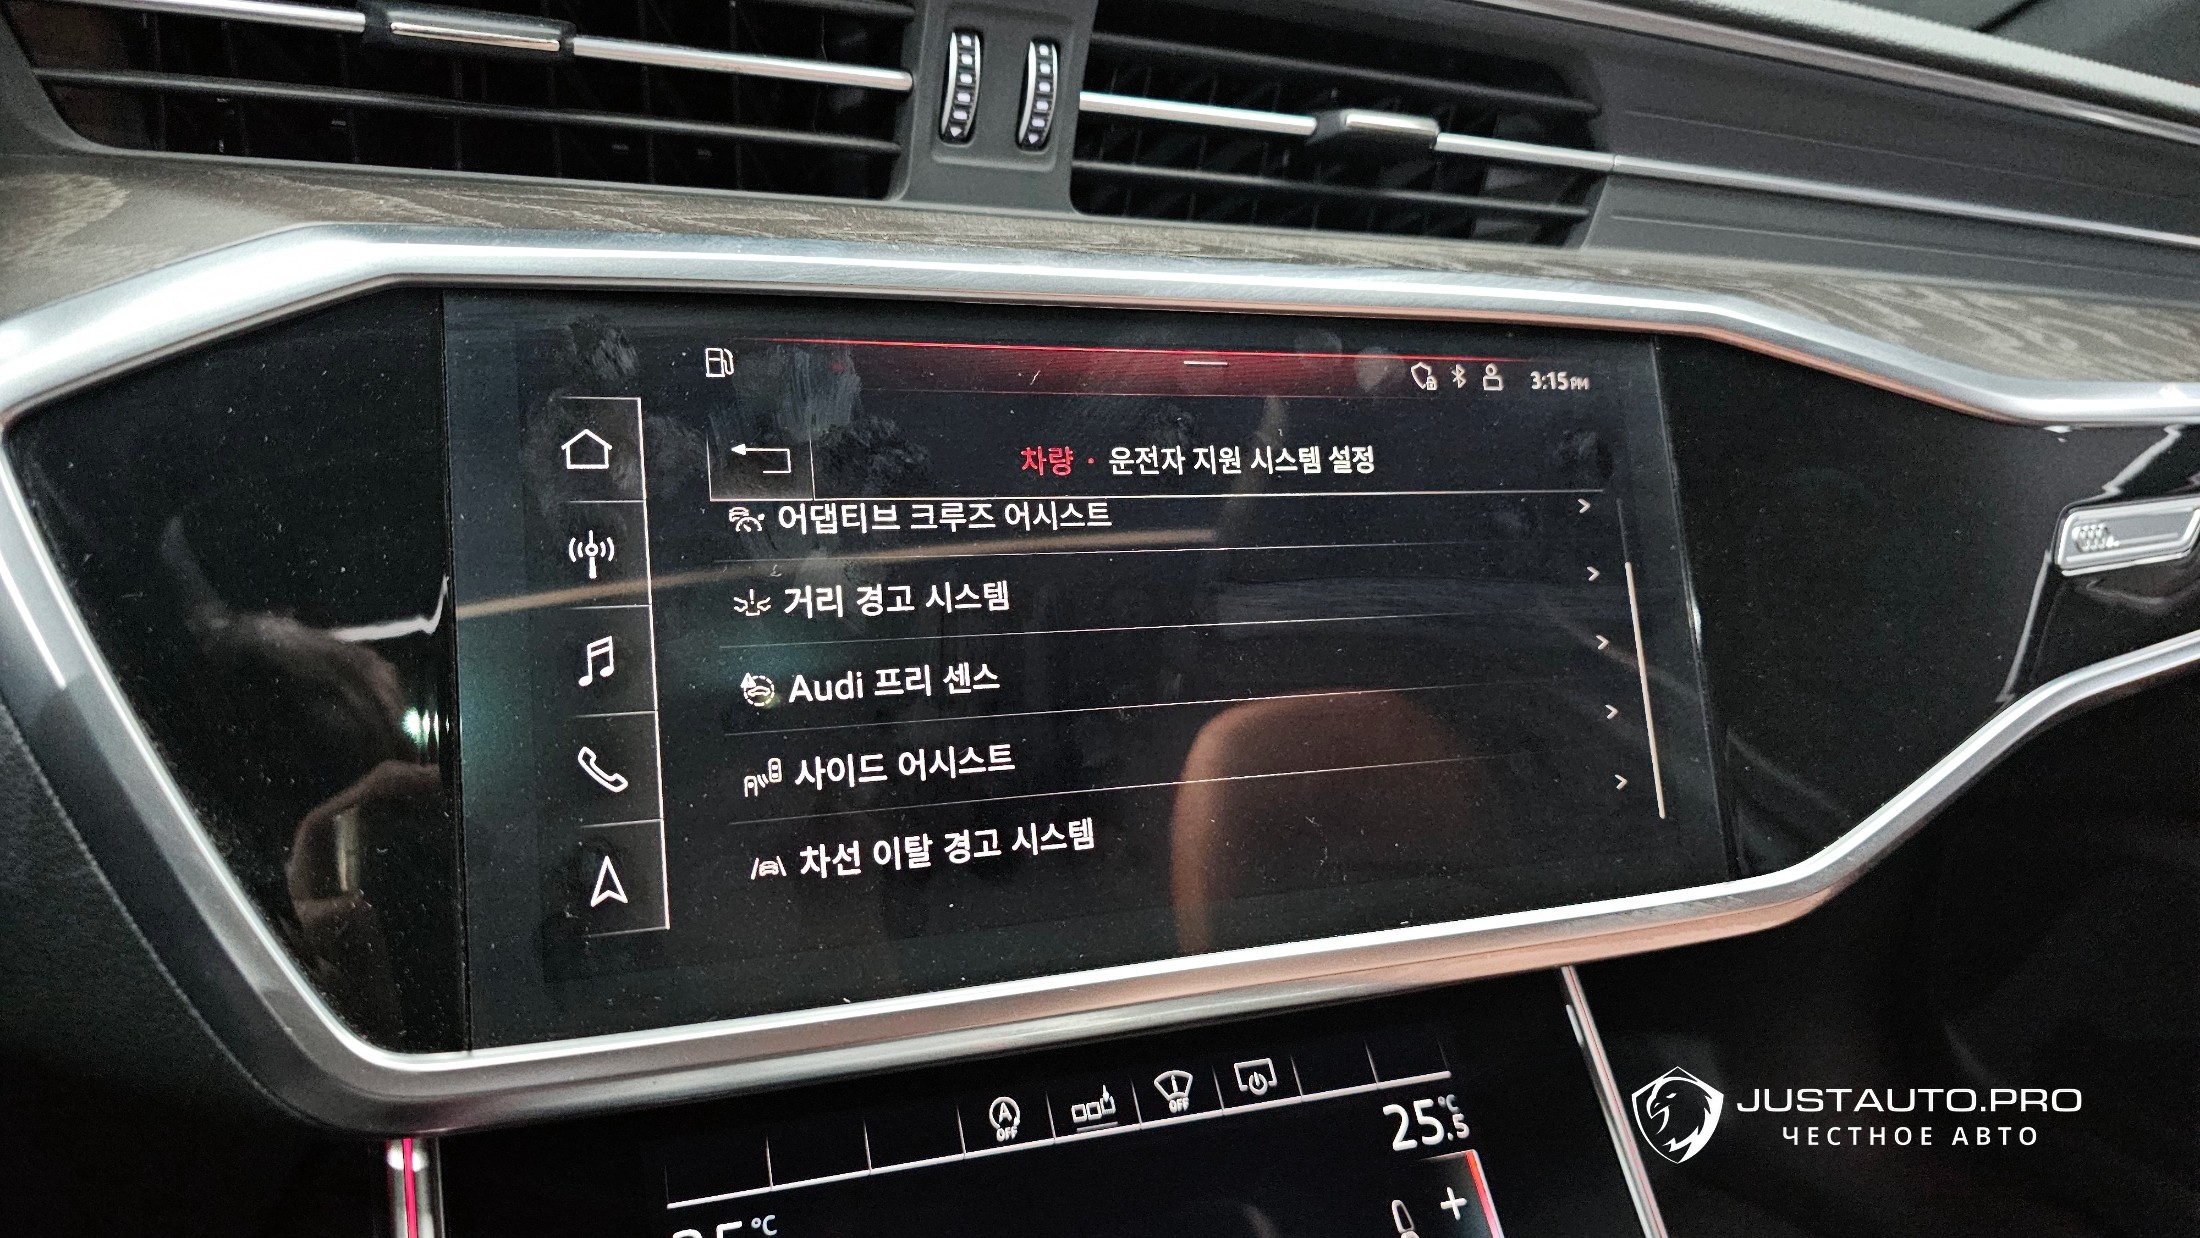 3:15PM
차량 · 운전자 지원 시스템 설정
어댑티브 크루즈 어시스트
거리 경고 시스템
Audi 프리 센스
사이드 어시스트
차선 이탈 경고 시스템
A
OFF
OFF
25.5°C
°C
+
JUSTAUTO.PRO
ЧЕСТНОЕ АВТО